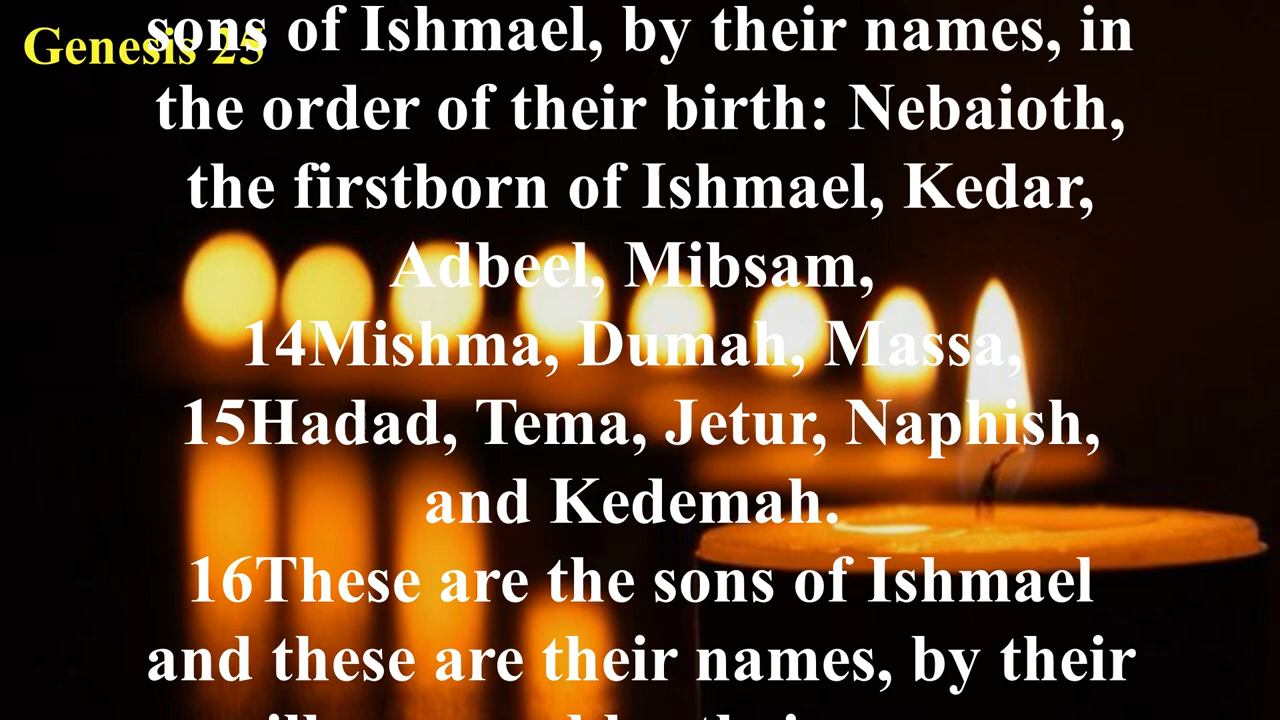 Genesis 25
sons of Ishmael, by their names, in
the order of their birth: Nebaioth,
the firstborn of Ishmael, Kedar,
Adbeel, Mibsam,
14Mishma, Dumah, Massa,
15Hadad, Tema, Jetur, Naphish,
and Kedemah.
16These are the sons of Ishmael
and these are their names, by their